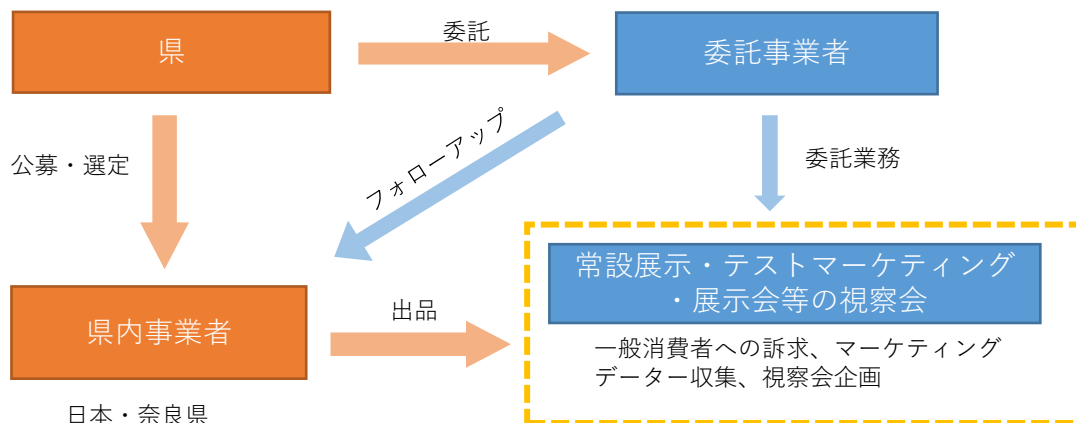 県
委託
委託事業者
公募・選定
フォローアップ
委託業務
常設展示・テストマーケティング
・展示会等の視察会
県内事業者
出品
一般消費者への訴求、マーケティング
データー収集、視察会企画
日本・奈良県